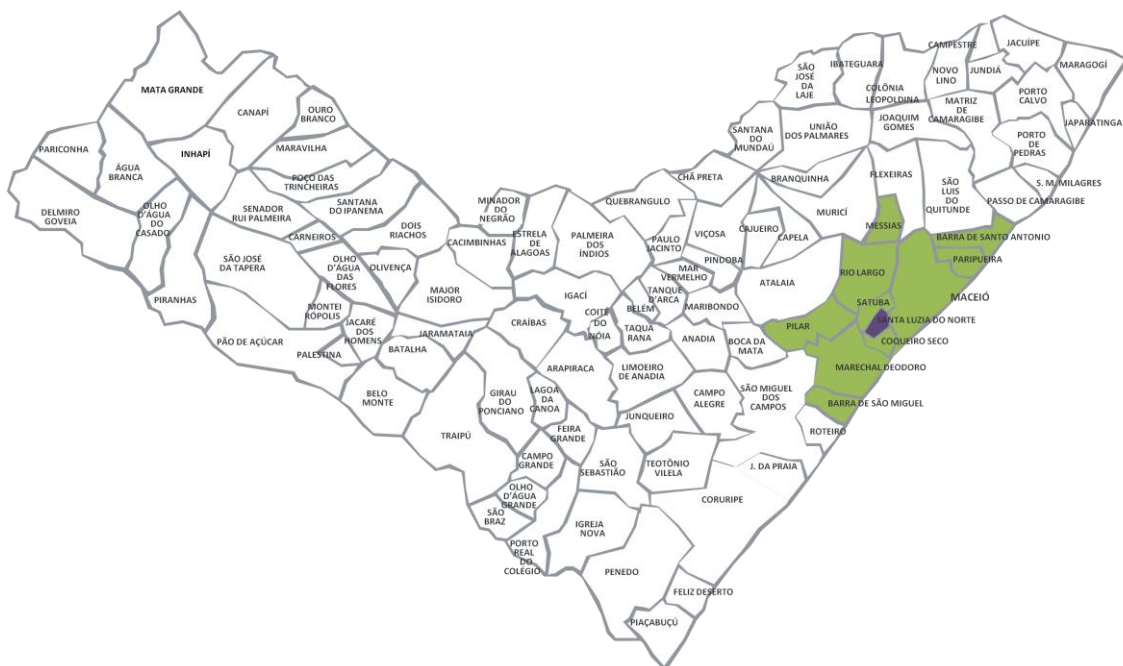 MATA GRANDE
CANAPÍ
OURO
BRANCO
PARICONHA
ÁGUA
BRANCA
INHAPÍ
MARAVILHA
POÇO DAS
TRINCHEIRAS
DELMIRO
GOVEIA
OLHO
D'ÁGUA
DO
CASADO
SENADOR
RUI PALMEIRA
SANTANA
DO IPANEMA
CARNEIROS
DOIS
RIACHOS
PIRANHAS
SÃO JOSÉ
DA TAPERA
OLHO
D'ÁGUA
DAS
FLORES
OLIVENÇA
MONTEI
RÓPOLIS
PÃO DE AÇÚCAR
PALESTINA
JACARÉ
DOS
HOMENS
MAJOR
ISIDORO
CACIMBINHAS
MINADOR
DO
NEGRÃO
ESTRELA
DE
ALAGOAS
PALMEIRA
DOS
ÍNDIOS
JARAMATAIA
BATALHA
BELO
MONTE
TRAIPÚ
CRAÍBAS
IGACÍ
COITÉ
DO
NÓIA
ARAPIRACA
GIRAU
DO
PONCIANO
LAGOA
DA
CANOA
FEIRA
GRANDE
CAMPO
GRANDE
OLHO
D'ÁGUA
GRANDE
SÃO
BRAZ
PORTO
REAL
DO
COLÉGIO
SÃO
SEBASTIÃO
IGREJA
NOVA
PENEDO
PIAÇABUÇÚ
FELIZ DESERTO
QUEBRANGULO
PAULO
JACINTO
CHÃ PRETA
VIÇOSA
MAR
VERMELHO
PINDOBA
TANQUE
D'ARCA
BELÉM
TAQUA
RANA
MARIBONDO
ANADIA
LIMOEIRO
DE ANADIA
JUNQUEIRO
CAMPO
ALEGRE
TEOTÔNIO
VILELA
CORURIPE
J. DA PRAIA
SÃO MIGUEL
DOS
CAMPOS
BOCA
DA
MATA
ROTEIRO
BARRA DE SÃO MIGUEL
MARECHAL DEODORO
PILAR
ATALAIA
CAJUEIRO
CAPELA
MURICÍ
BRANQUINHA
SANTANA
DO
MUNDAÚ
UNIÃO
DOS PALMARES
SÃO
JOSÉ
DA
LAJE
IBATEGUARA
COLÔNIA
LEOPOLDINA
CAMPESTRE
NOVO
LINO
JUNDIÁ
JACUÍPE
MARAGOGÍ
JOAQUIM
GOMES
MATRIZ
DE
CAMARAGIBE
PORTO
CALVO
JAPARATINGA
PORTO
DE
PEDRAS
FLEXEIRAS
SÃO
LUIS
DO
QUITUNDE
S. M. MILAGRES
PASSO DE CAMARAGIBE
MESSIAS
BARRA DE SANTO ANTONIO
PARIPUEIRA
RIO LARGO
MACEIÓ
SATUBA
SANTA LUZIA DO NORTE
COQUEIRO SECO